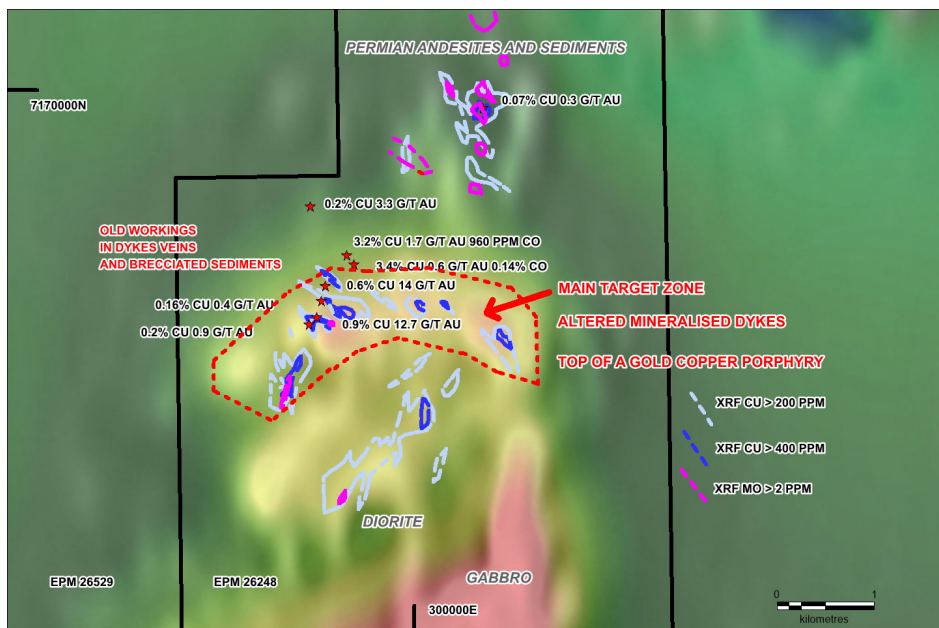 PERMIAN ANDESITES AND SEDIMENTS
7170000N
0.07% CU 0.3 G/T AU
0.2% CU 3.3 G/T AU
OLD WORKINGS
IN DYKES VEINS
AND BRECCIATED SEDIMENTS
3.2% CU 1.7 G/T AU 960 PPM CO
3.4% CU 0.6 G/T AU 0.14% CO
0.6% CU 14 G/T AU
0.16% CU 0.4 G/T AU
0.9% CU 12.7 G/T AU
0.2% CU 0.9 G/T AU
MAIN TARGET ZONE
ALTERED MINERALISED DYKES
TOP OF A GOLD COPPER PORPHYRY
XRF CU > 200 PPM
XRF CU > 400 PPM
XRF MO > 2 PPM
DIORITE
GABBRO
EPM 26529
EPM 26248
300000E
0 1
kilometres